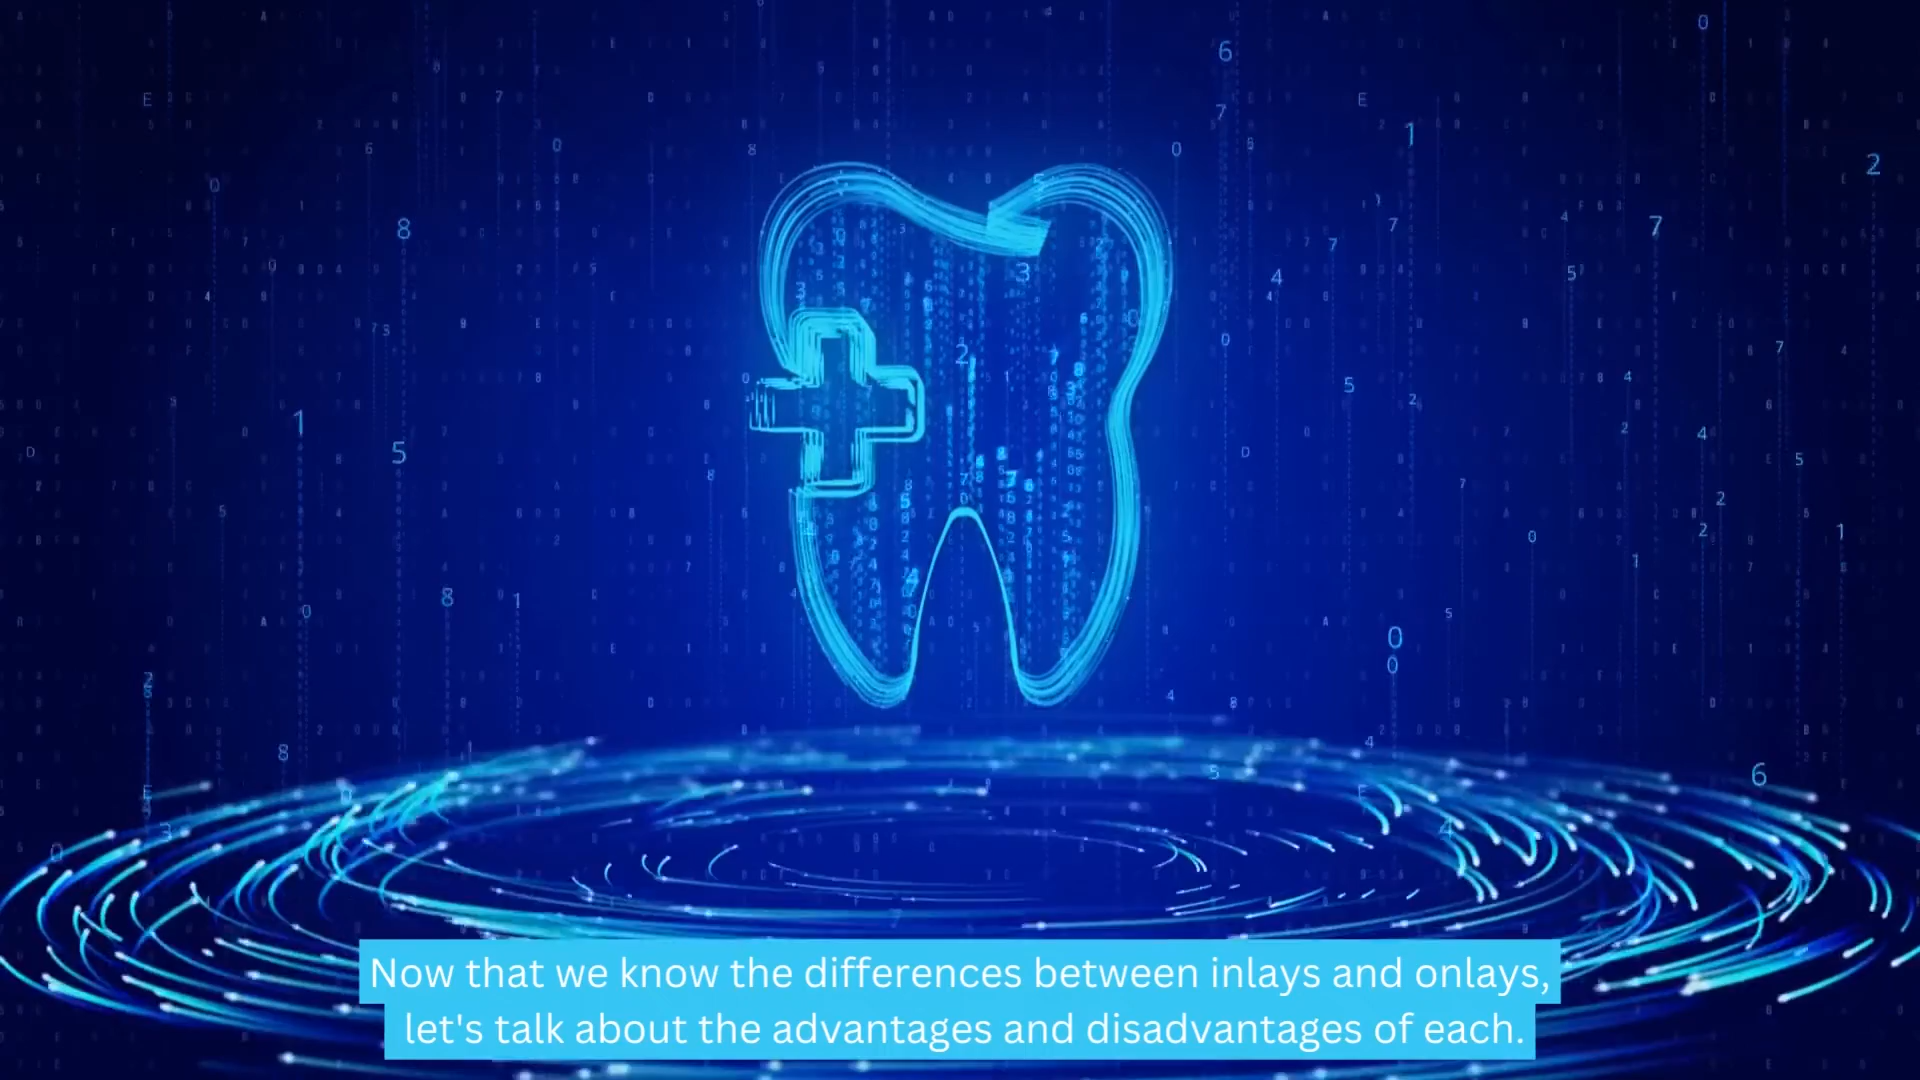 Now that we know the differences between inlays and onlays,
let's talk about the advantages and disadvantages of each.